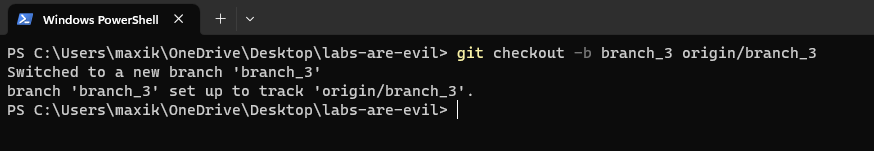 Windows PowerShell
PS C:\Users\maxik\OneDrive\Desktop\labs-are-evil> git checkout -b branch_3 origin/branch_3
Switched to a new branch 'branch_3'
branch 'branch_3' set up to track 'origin/branch_3'.
PS C:\Users\maxik\OneDrive\Desktop\labs-are-evil>